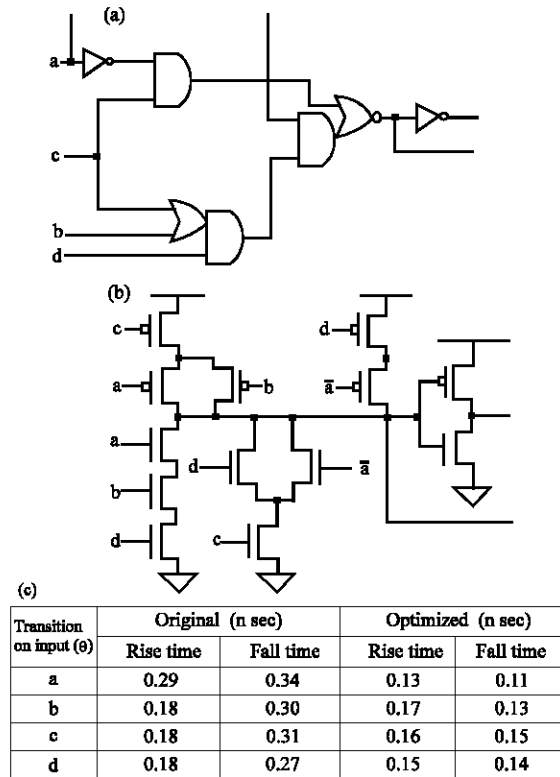 (a)
a
c
b
d
(b)
c
d
a
b
a̅
a
d
a̅
b
d
c
(c)
Transition on input (θ) Original (n sec) Optimized (n sec)
Rise time Fall time Rise time Fall time
a 0.29 0.34 0.13 0.11
b 0.18 0.30 0.17 0.13
c 0.18 0.31 0.16 0.15
d 0.18 0.27 0.15 0.14